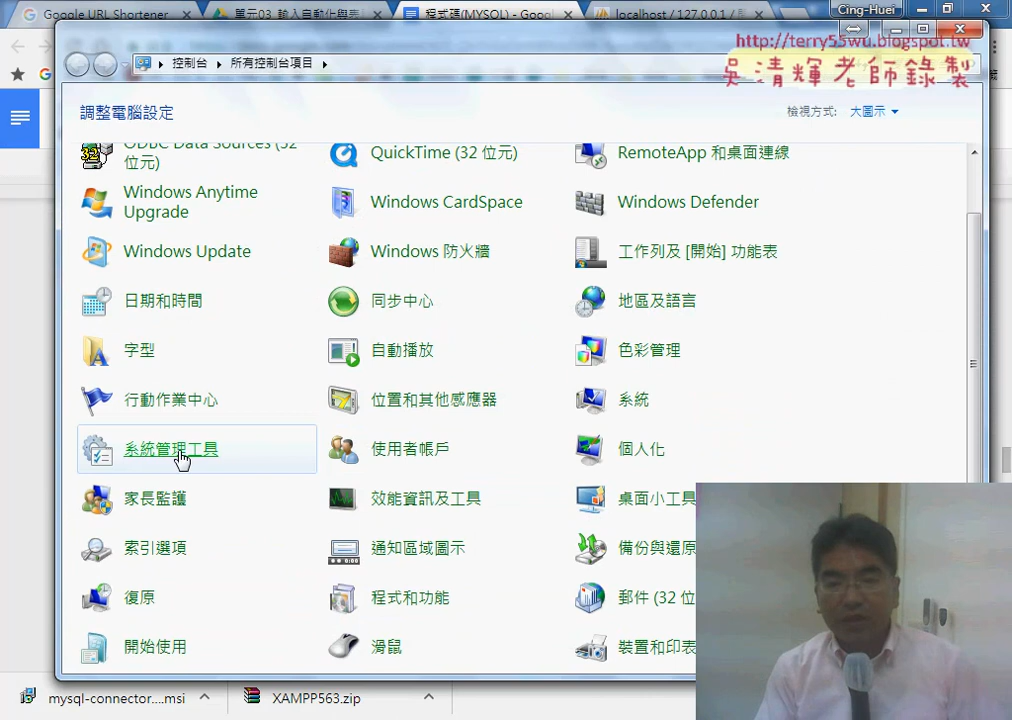 Google URL Shortener
單元03_輸入自動化與表
程式碼(MYSQL) - Goog
localhost / 127.0.0.1 /
Cing-Huei
http://terry55wu.blogspot.tw
吳清輝老師錄製
控制台
所有控制台項目
調整電腦設定
檢視方式:
大圖示
ODBC Data Sources (32
位元)
QuickTime (32 位元)
RemoteApp 和桌面連線
Windows Anytime
Upgrade
Windows CardSpace
Windows Defender
Windows Update
Windows 防火牆
工作列及 [開始] 功能表
日期和時間
同步中心
地區及語言
字型
自動播放
色彩管理
行動作業中心
位置和其他感應器
系統
系統管理工具
使用者帳戶
個人化
家長監護
效能資訊及工具
桌面小工具
索引選項
通知區域圖示
備份與還原
復原
程式和功能
郵件 (32 位
開始使用
滑鼠
裝置和印表
mysql-connector....msi
XAMPP563.zip